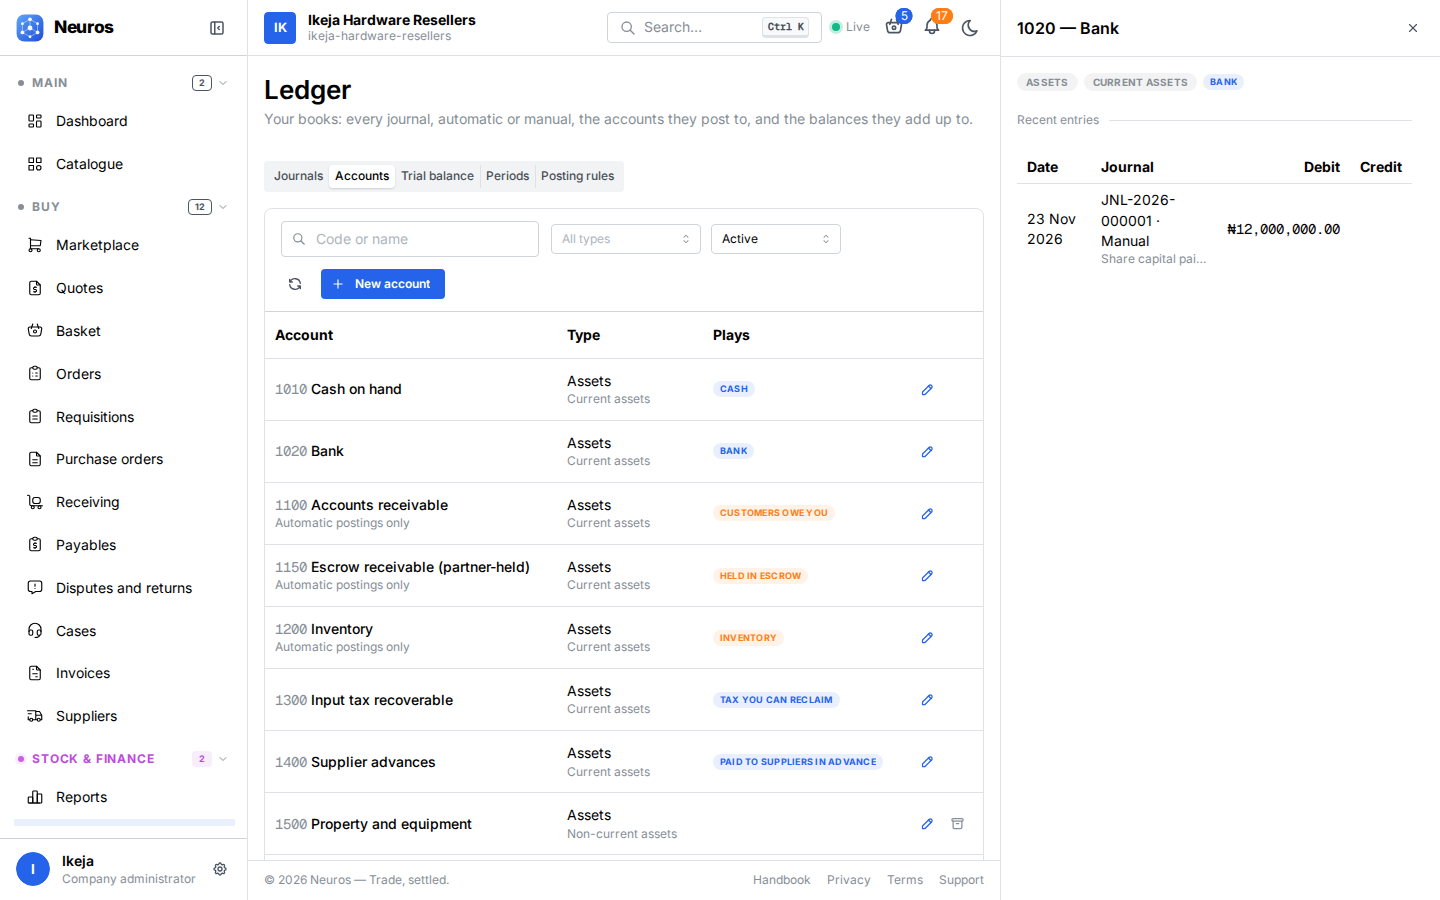 Neuros
MAIN
2
Dashboard
Catalogue
BUY
12
Marketplace
Quotes
Basket
Orders
Requisitions
Purchase orders
Receiving
Payables
Disputes and returns
Cases
Invoices
Suppliers
STOCK & FINANCE
2
Reports
I
Ikeja
Company administrator
IK
Ikeja Hardware Resellers
ikeja-hardware-resellers
Search...
Ctrl K
Live
5
17
Ledger
Your books: every journal, automatic or manual, the accounts they post to, and the balances they add up to.
Journals
Accounts
Trial balance
Periods
Posting rules
Code or name
All types
Active
New account
Account Type Plays
1010 Cash on hand
Assets
Current assets
CASH
1020 Bank
Assets
Current assets
BANK
1100 Accounts receivable
Automatic postings only
Assets
Current assets
CUSTOMERS OWE YOU
1150 Escrow receivable (partner-held)
Automatic postings only
Assets
Current assets
HELD IN ESCROW
1200 Inventory
Automatic postings only
Assets
Current assets
INVENTORY
1300 Input tax recoverable
Assets
Current assets
TAX YOU CAN RECLAIM
1400 Supplier advances
Assets
Current assets
PAID TO SUPPLIERS IN ADVANCE
1500 Property and equipment
Assets
Non-current assets
© 2026 Neuros — Trade, settled.
Handbook
Privacy
Terms
Support
1020 — Bank
ASSETS
CURRENT ASSETS
BANK
Recent entries
Date Journal Debit Credit
23 Nov
2026
JNL-2026-
000001 ·
Manual
Share capital pai...
₦12,000,000.00